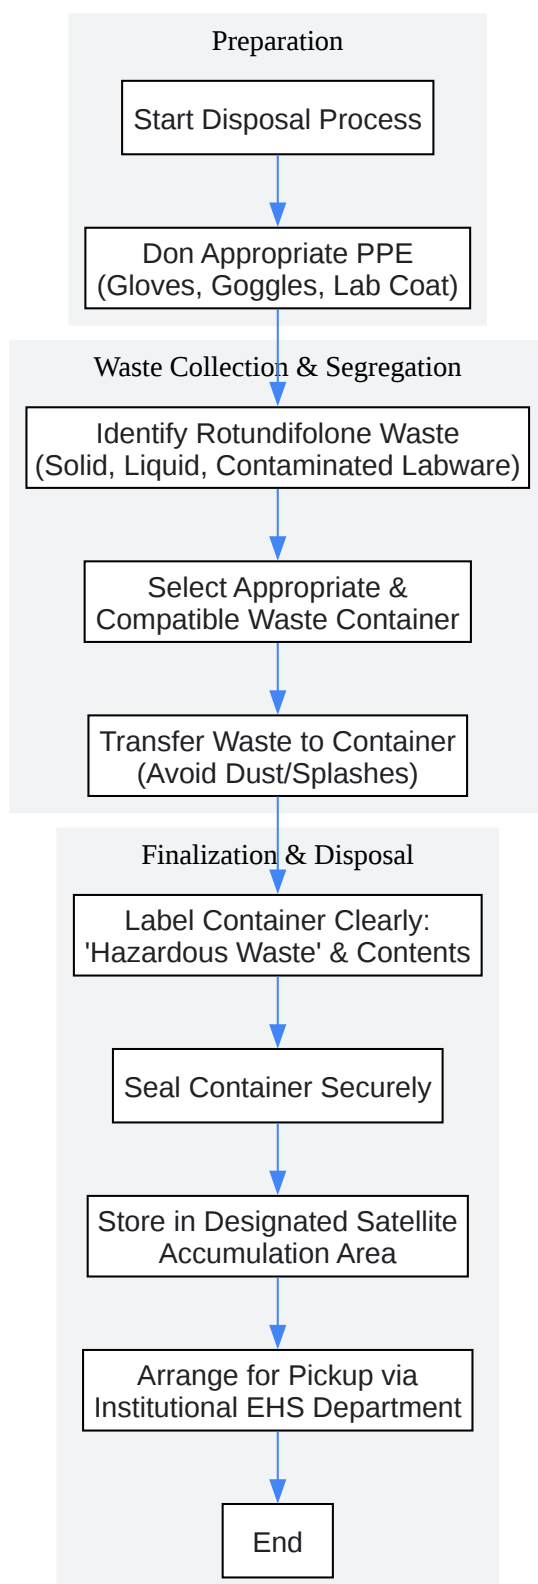 Preparation
Start Disposal Process
Don Appropriate PPE
(Gloves, Goggles, Lab Coat)
Waste Collection & Segregation
Identify Rotundifolone Waste
(Solid, Liquid, Contaminated Labware)
Select Appropriate &
Compatible Waste Container
Transfer Waste to Container
(Avoid Dust/Splashes)
Finalization & Disposal
Label Container Clearly:
'Hazardous Waste' & Contents
Seal Container Securely
Store in Designated Satellite
Accumulation Area
Arrange for Pickup via
Institutional EHS Department
End